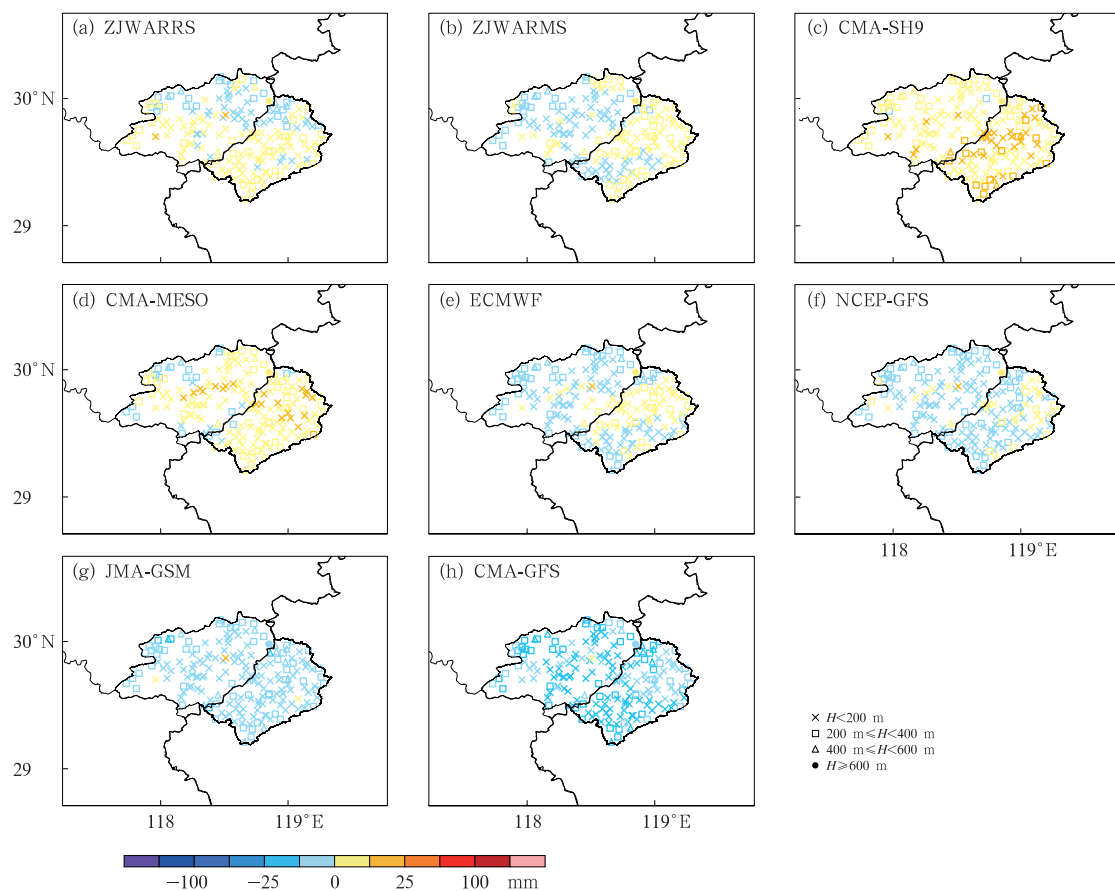 (a) ZJWARRS
(b) ZJWARMS
(c) CMA-SH9
30°N
29
(d) CMA-MESO
(e) ECMWF
(f) NCEP-GFS
30°N
29
118
119°E
(g) JMA-GSM
(h) CMA-GFS
30°N
29
118
119°E
118
119°E
× H<200 m
□ 200 m≤H<400 m
△ 400 m≤H<600 m
● H≥600 m
−100
−25
0
25
100
mm